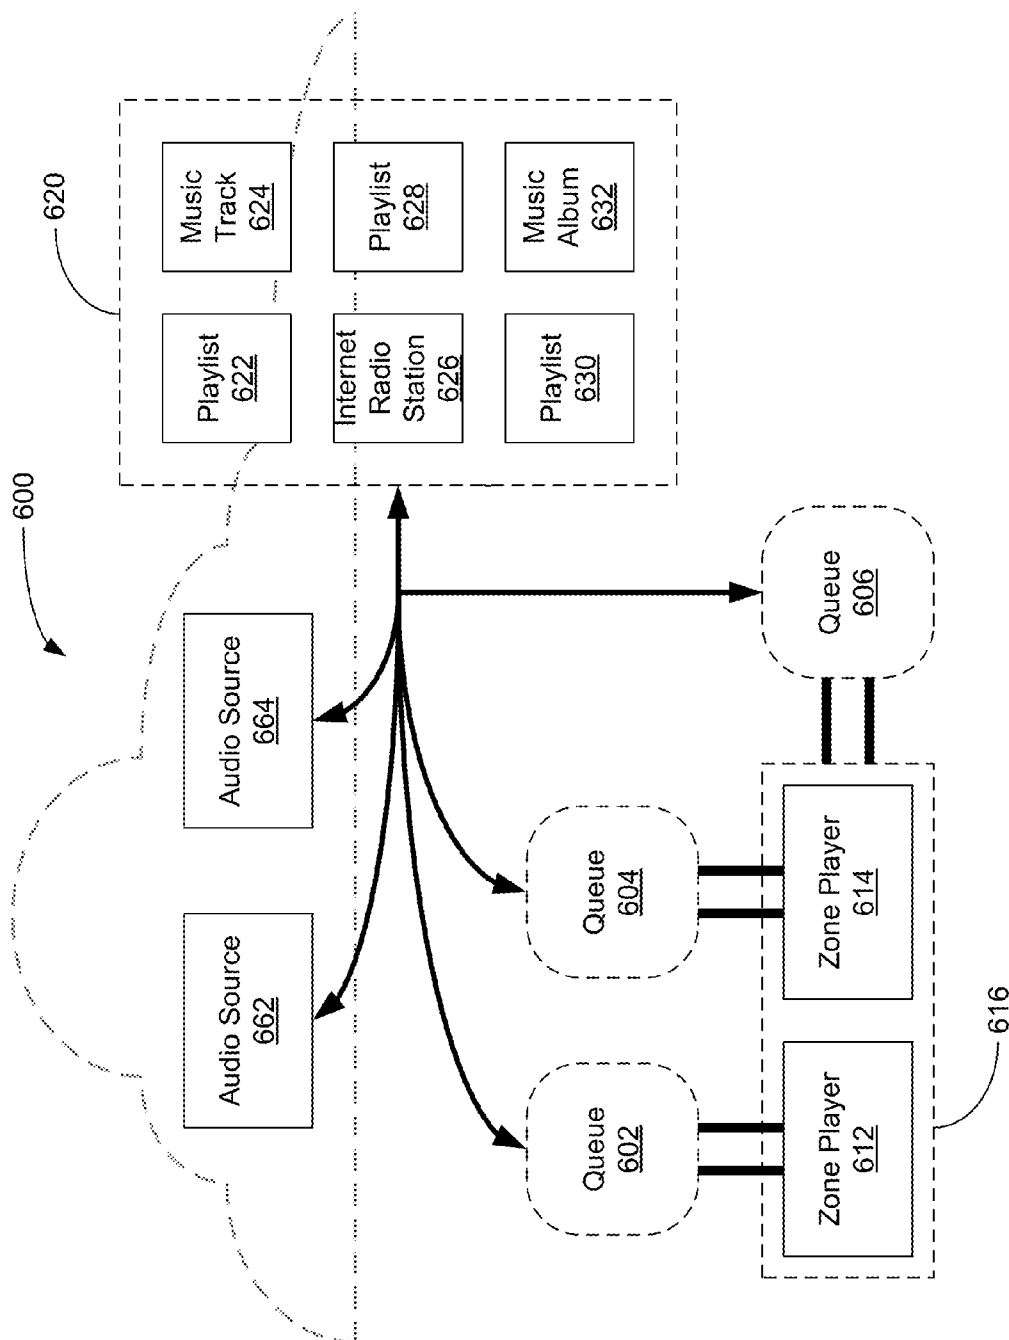 600
620
Audio Source
662
Audio Source
664
Playlist
622
Music
Track
624
Internet
Radio
Station
626
Playlist
628
Playlist
630
Music
Album
632
Queue
602
Queue
604
Queue
606
Zone Player
612
Zone Player
614
616